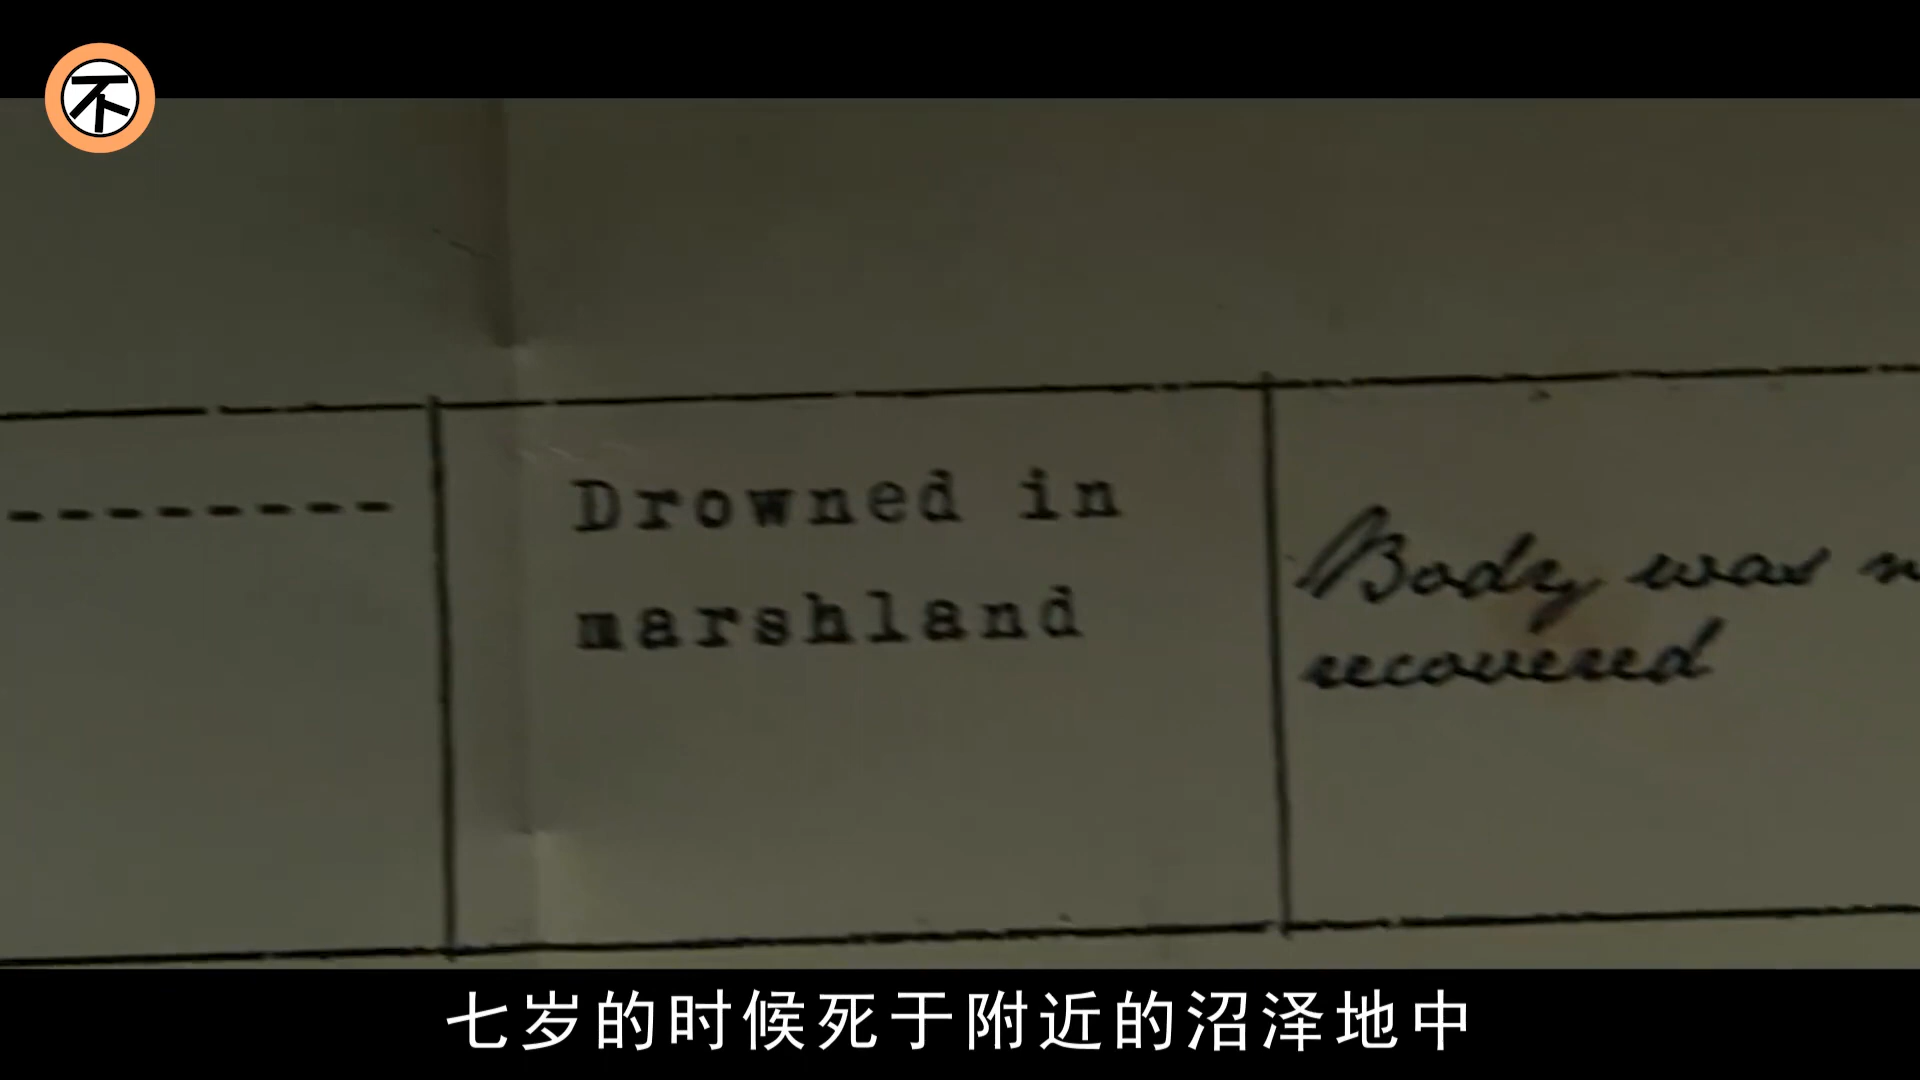 不
Drowned in
marshland
Body was
recovered
七岁的时候死于附近的沼泽地中